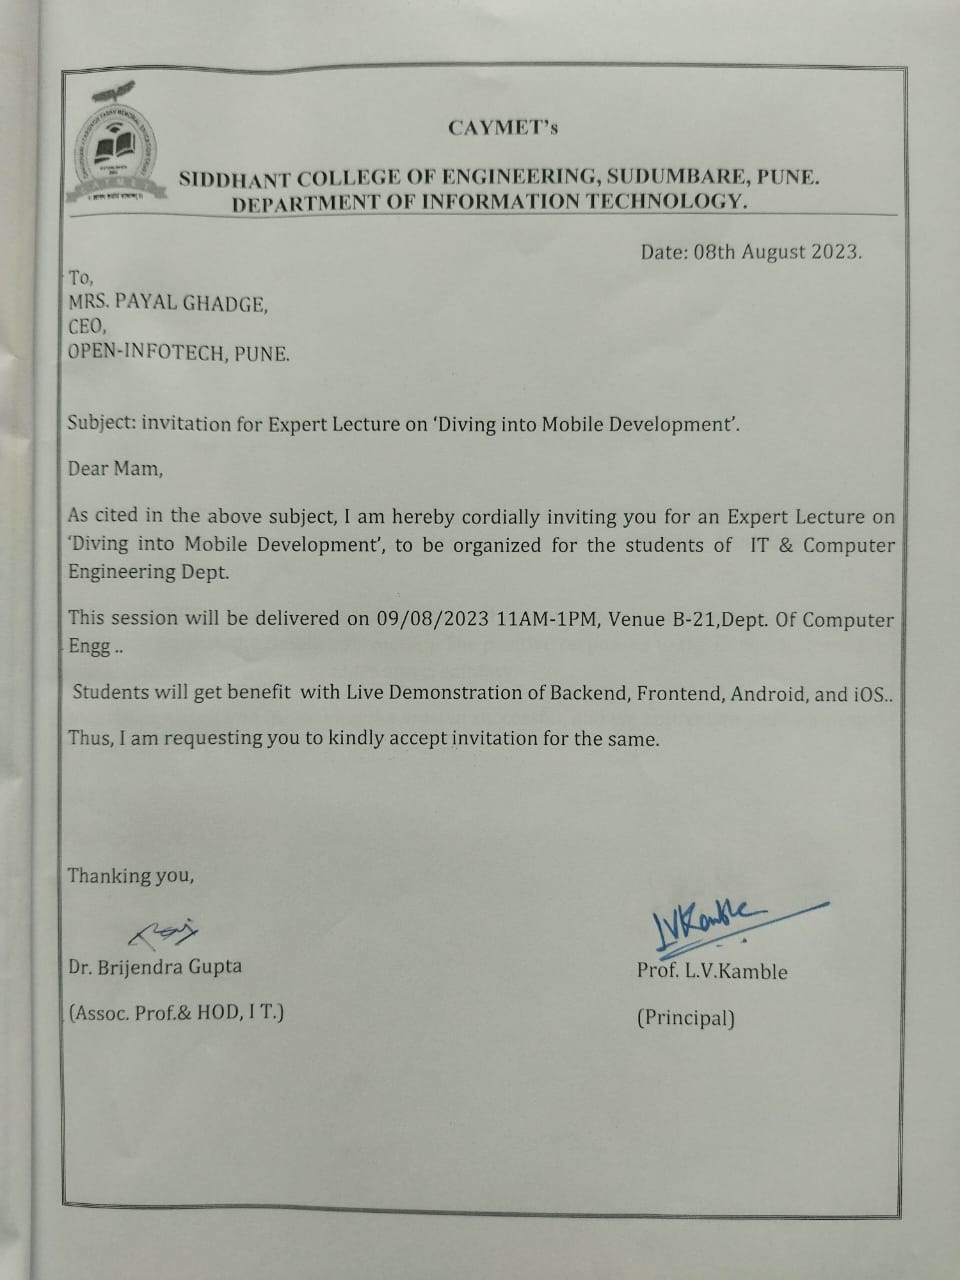 CAYMET
CAYMET's
SIDDHANT COLLEGE OF ENGINEERING, SUDUMBARE, PUNE.
DEPARTMENT OF INFORMATION TECHNOLOGY.
Date: 08th August 2023.
To,
MRS. PAYAL GHADGE,
CEO,
OPEN-INFOTECH, PUNE.
Subject: invitation for Expert Lecture on ‘Diving into Mobile Development’.
Dear Mam,
As cited in the above subject, I am hereby cordially inviting you for an Expert Lecture on
‘Diving into Mobile Development’, to be organized for the students of IT & Computer
Engineering Dept.
This session will be delivered on 09/08/2023 11AM-1PM, Venue B-21,Dept. Of Computer
Engg ..
Students will get benefit with Live Demonstration of Backend, Frontend, Android, and iOS..
Thus, I am requesting you to kindly accept invitation for the same.
Thanking you,
LVKamble
Dr. Brijendra Gupta
Prof. L.V.Kamble
(Assoc. Prof.& HOD, I T.)
(Principal)